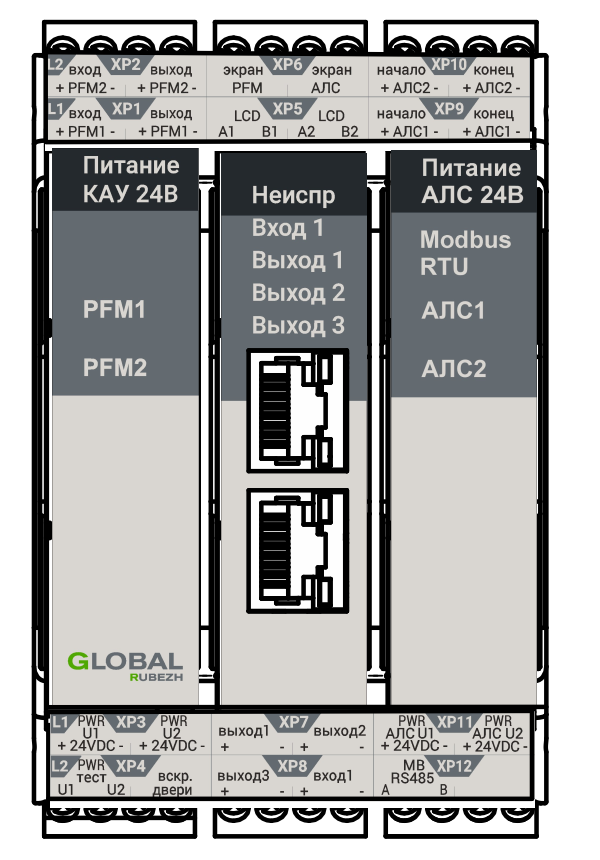 L2 вход XP2 выход
+ PFM2 - + PFM2 -
L1 вход XP1 выход
+ PFM1 - + PFM1 -
экран XP6 экран
PFM АЛС
LCD XP5 LCD
A1 B1 A2 B2
начало XP10 конец
+ АЛС2 - + АЛС2 -
начало XP9 конец
+ АЛС1 - + АЛС1 -
Питание
КАУ 24В
PFM1
PFM2
GLOBAL
RUBEZH
Неиспр
Вход 1
Выход 1
Выход 2
Выход 3
Питание
АЛС 24В
Modbus
RTU
АЛС1
АЛС2
L1 PWR XP3 PWR
U1 U2
+ 24VDC - + 24VDC -
L2 PWR XP4
тест вскр.
U1 U2 двери
XP7
выход1 выход2
+ - + -
XP8
выход3 вход1
+ - + -
PWR XP11 PWR
АЛС U1 АЛС U2
+ 24VDC - + 24VDC -
MB XP12
RS485
A B